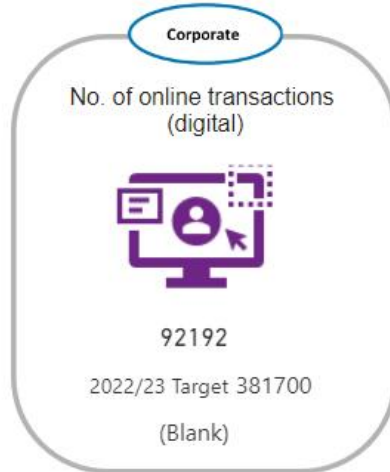 Corporate
No. of online transactions
(digital)
92192
2022/23 Target 381700
(Blank)